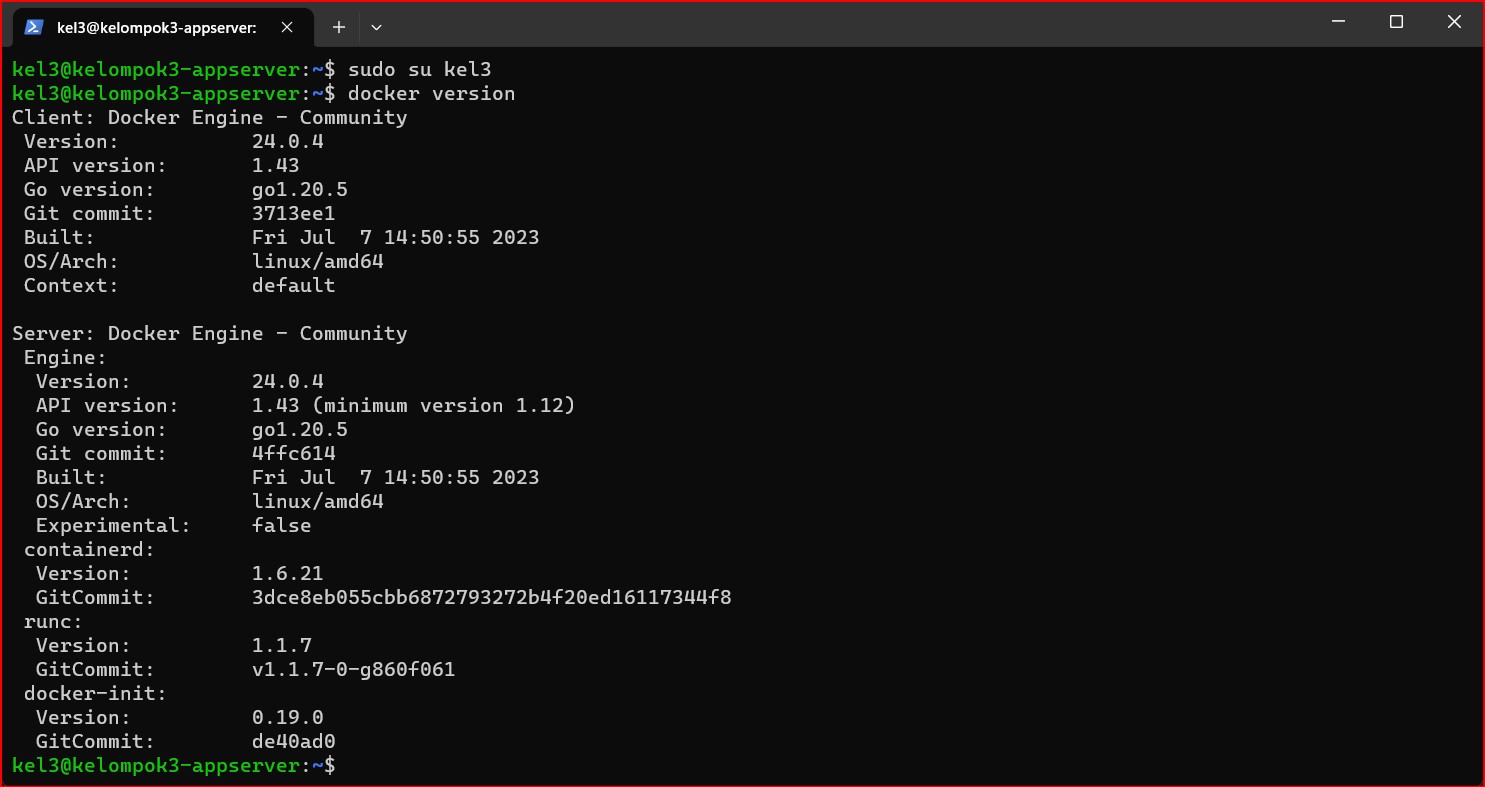 kel3@kelompok3-appserver:
kel3@kelompok3-appserver:~$ sudo su kel3
kel3@kelompok3-appserver:~$ docker version
Client: Docker Engine - Community
 Version:           24.0.4
 API version:       1.43
 Go version:        go1.20.5
 Git commit:        3713ee1
 Built:             Fri Jul  7 14:50:55 2023
 OS/Arch:           linux/amd64
 Context:           default

Server: Docker Engine - Community
 Engine:
  Version:          24.0.4
  API version:      1.43 (minimum version 1.12)
  Go version:       go1.20.5
  Git commit:       4ffc614
  Built:            Fri Jul  7 14:50:55 2023
  OS/Arch:          linux/amd64
  Experimental:     false
 containerd:
  Version:          1.6.21
  GitCommit:        3dce8eb055cbb6872793272b4f20ed16117344f8
 runc:
  Version:          1.1.7
  GitCommit:        v1.1.7-0-g860f061
 docker-init:
  Version:          0.19.0
  GitCommit:        de40ad0
kel3@kelompok3-appserver:~$